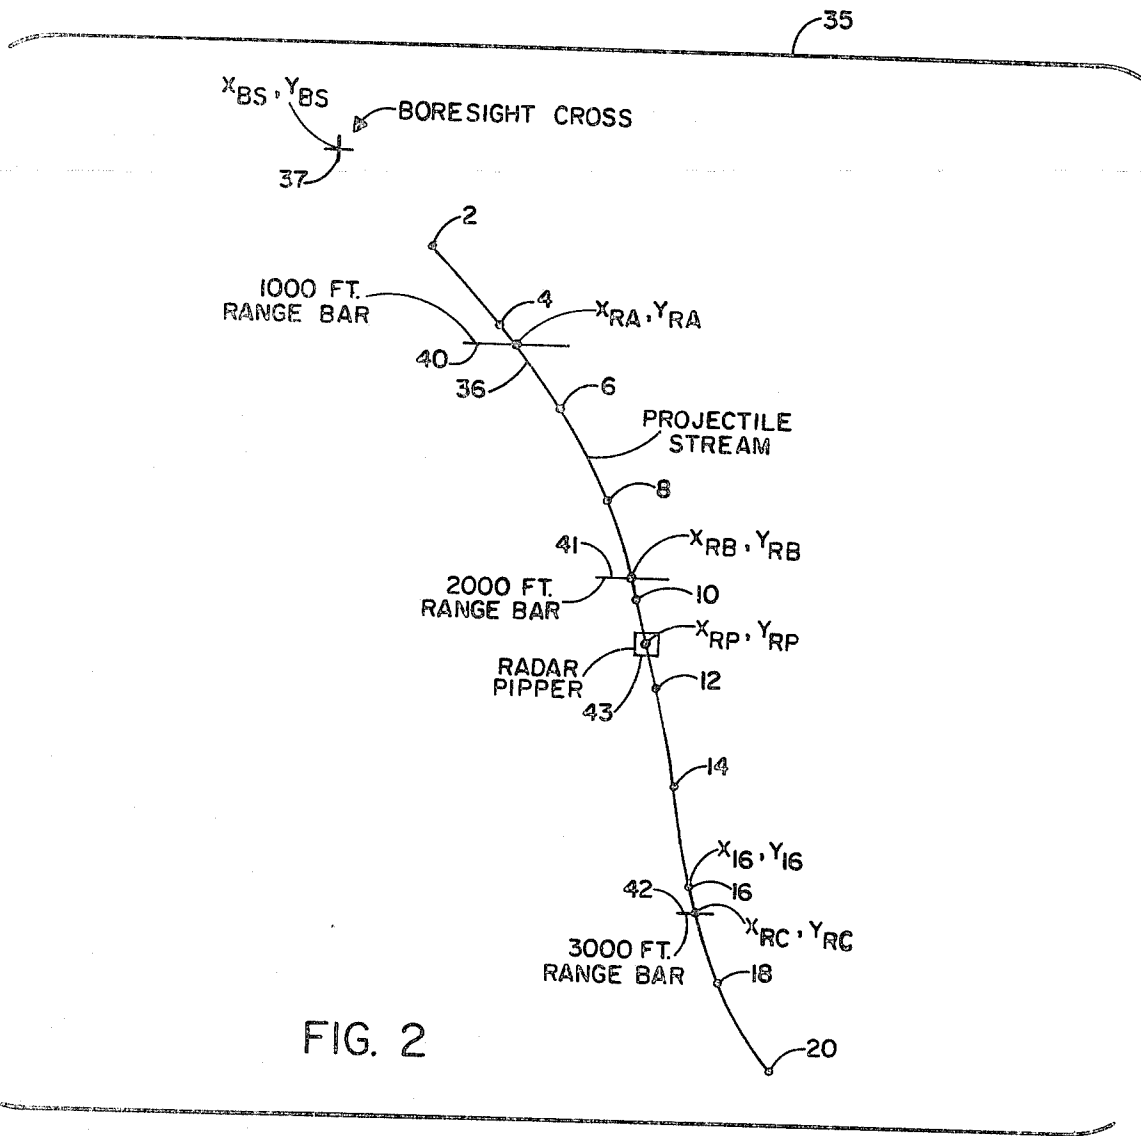 35
XBS, YBS
BORESIGHT CROSS
37
2
1000 FT.
RANGE BAR
4
XRA, YRA
40
36
6
PROJECTILE
STREAM
8
41
XRB, YRB
2000 FT.
RANGE BAR
10
XRP, YRP
RADAR
PIPPER
12
43
14
X16, Y16
42
16
XRC, YRC
3000 FT.
RANGE BAR
18
FIG. 2
20